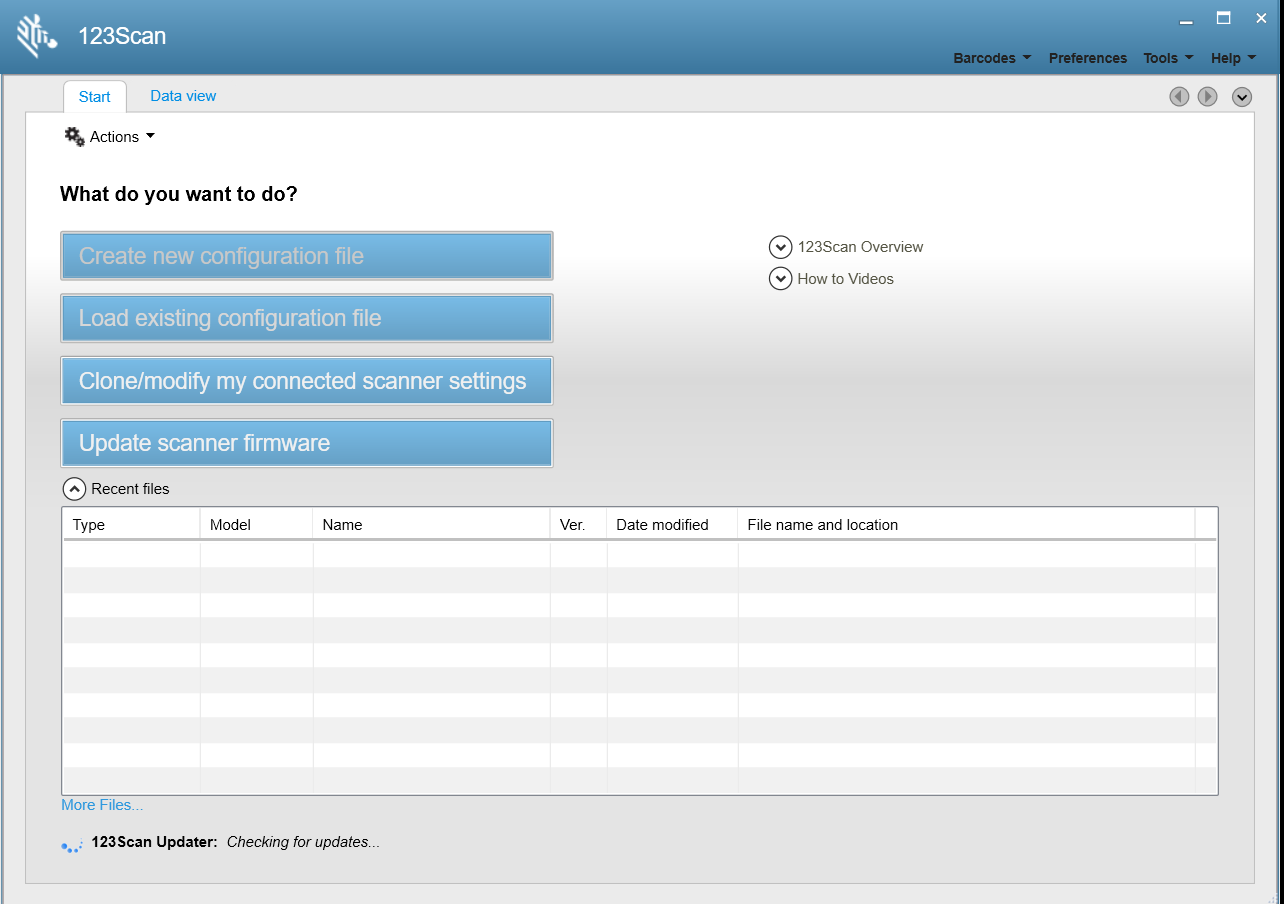 123Scan
Barcodes Preferences Tools Help
Start Data view
Actions
What do you want to do?
Create new configuration file
123Scan Overview
How to Videos
Load existing configuration file
Clone/modify my connected scanner settings
Update scanner firmware
Recent files
Type Model Name Ver. Date modified File name and location
More Files...
123Scan Updater: Checking for updates...